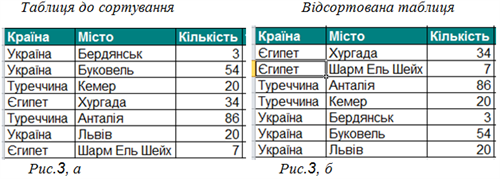 Таблиця до сортування
Країна Місто Кількість
Україна Бердянськ 3
Україна Буковель 54
Туреччина Кемер 20
Єгипет Хургада 34
Туреччина Анталія 86
Україна Львів 20
Єгипет Шарм Ель Шейх 7
Рис.3, а
Відсортована таблиця
Країна Місто Кількість
Єгипет Хургада 34
Єгипет Шарм Ель Шейх 7
Туреччина Анталія 86
Туреччина Кемер 20
Україна Бердянськ 3
Україна Буковель 54
Україна Львів 20
Рис.3, б